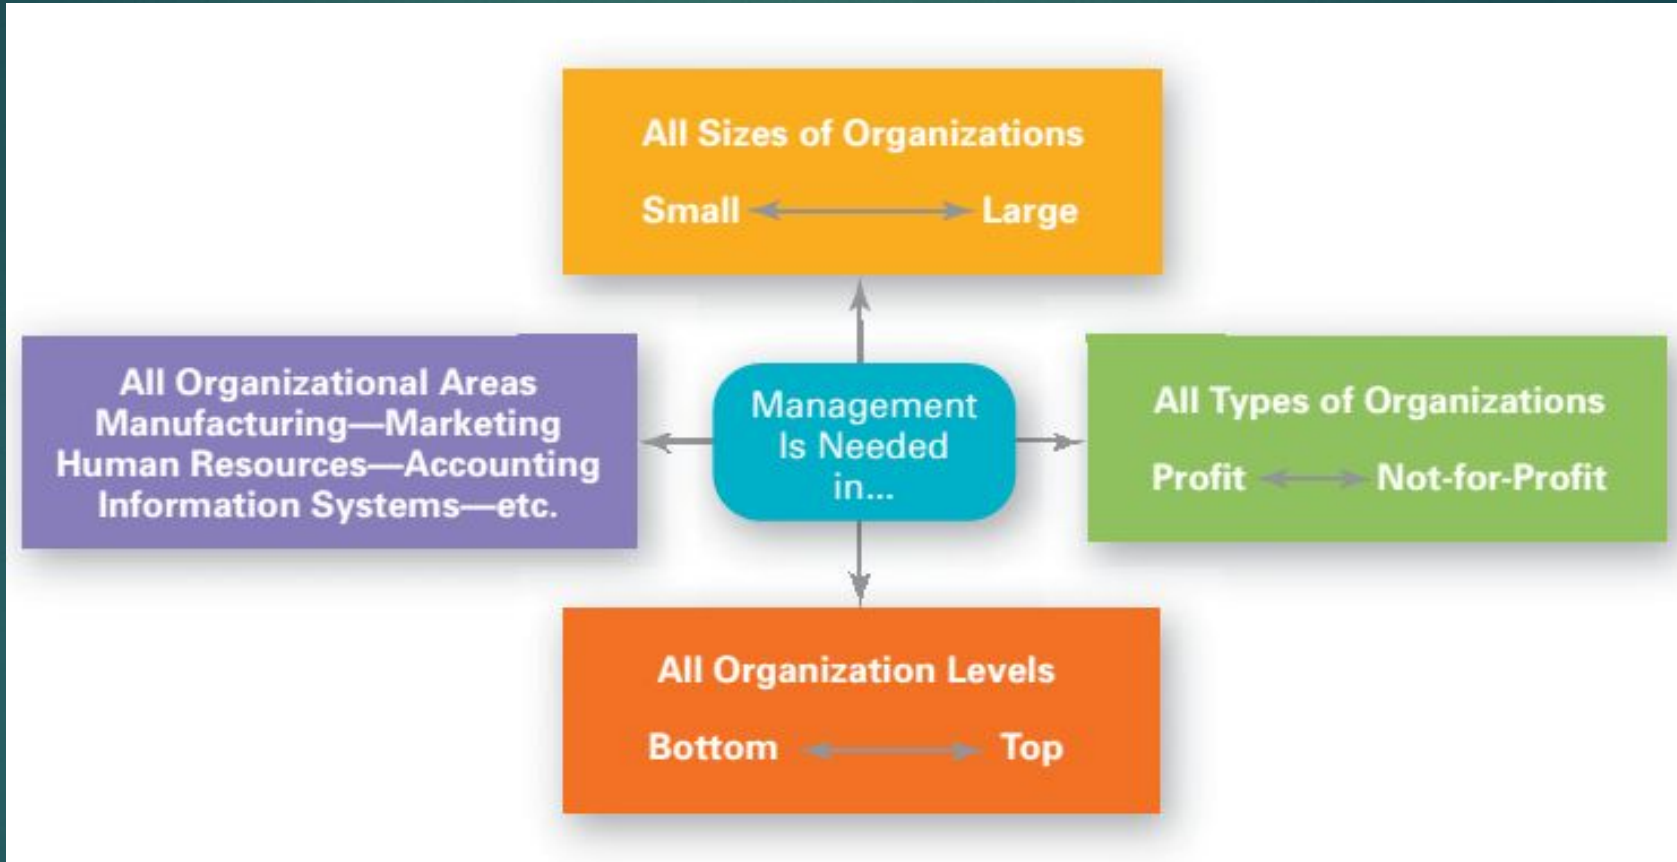 All Sizes of Organizations
Small Large
All Organizational Areas
Manufacturing—Marketing
Human Resources—Accounting
Information Systems—etc.
Management
Is Needed
in...
All Types of Organizations
Profit Not-for-Profit
All Organization Levels
Bottom Top